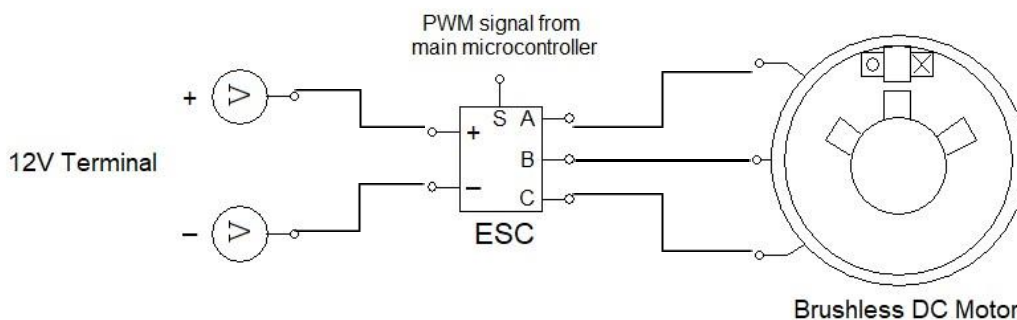 PWM signal from
main microcontroller
S
A
+
+
V
B
12V Terminal
−
C
−
V
ESC
Brushless DC Motor